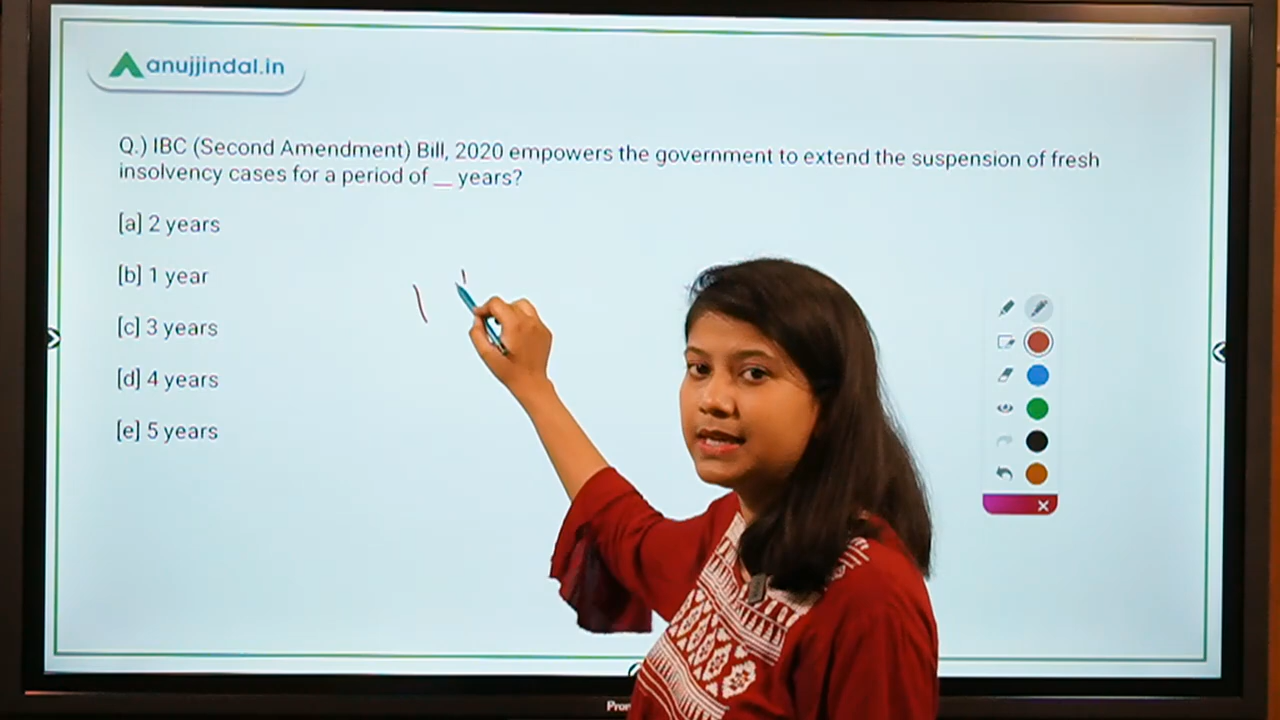 anujjindal.in
Q.) IBC (Second Amendment) Bill, 2020 empowers the government to extend the suspension of fresh
insolvency cases for a period of __ years?
[a] 2 years
[b] 1 year
[c] 3 years
[d] 4 years
[e] 5 years